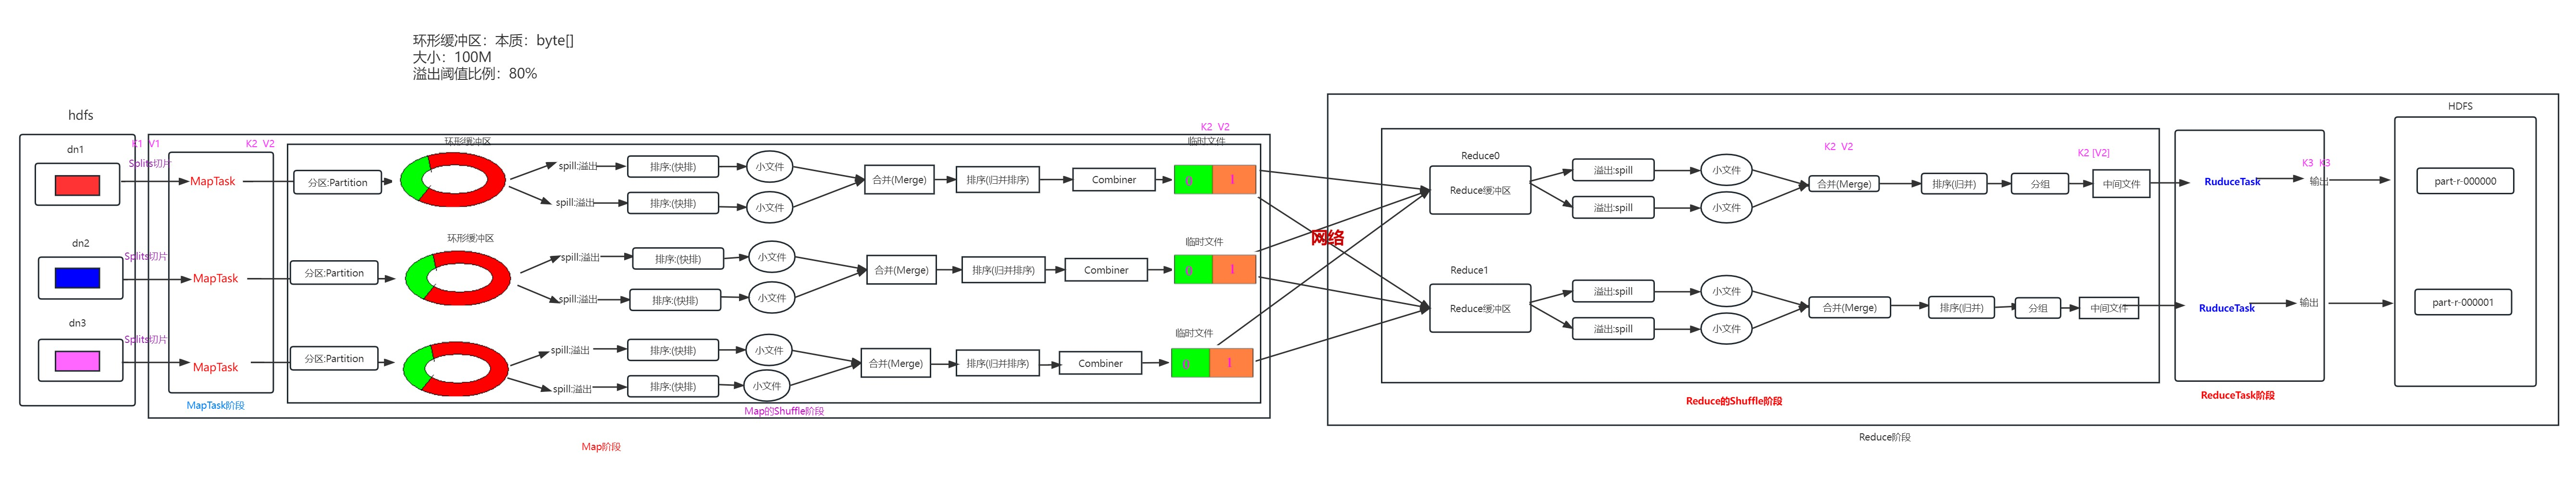 环形缓冲区：本质：byte[]
大小：100M
溢出阈值比例：80%
hdfs
dn1
dn2
dn3
K1 V1
Splits切片
Splits切片
Splits切片
K2 V2
MapTask
MapTask
MapTask
MapTask阶段
分区:Partition
环形缓冲区
spill:溢出
排序:(快排)
小文件
spill:溢出
排序:(快排)
小文件
合并(Merge)
排序(归并排序)
Combiner
K2 V2
临时文件
0
1
分区:Partition
环形缓冲区
spill:溢出
排序:(快排)
小文件
spill:溢出
排序:(快排)
小文件
合并(Merge)
排序(归并排序)
Combiner
临时文件
0
1
分区:Partition
spill:溢出
排序:(快排)
小文件
spill:溢出
排序:(快排)
小文件
合并(Merge)
排序(归并排序)
Combiner
临时文件
0
1
Map的Shuffle阶段
Map阶段
网络
Reduce0
Reduce缓冲区
溢出:spill
小文件
溢出:spill
小文件
合并(Merge)
K2 V2
排序(归并)
分组
K2 [V2]
中间文件
Reduce1
Reduce缓冲区
溢出:spill
小文件
溢出:spill
小文件
合并(Merge)
排序(归并)
分组
中间文件
Reduce的Shuffle阶段
RuduceTask
K3 K3
输出
RuduceTask
输出
ReduceTask阶段
HDFS
part-r-000000
part-r-000001
Reduce阶段